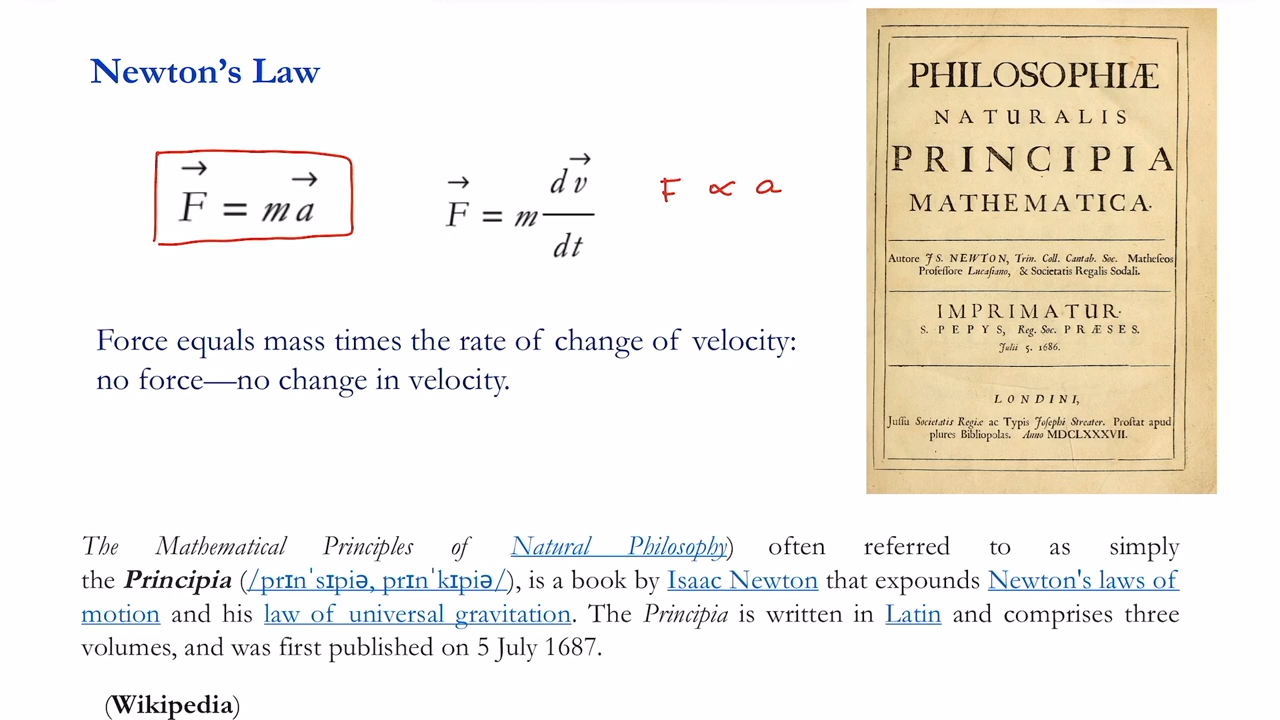 Newton’s Law
F = ma
F = m dv/dt
F ∝ a
Force equals mass times the rate of change of velocity:
no force—no change in velocity.
PHILOSOPHIÆ
NATURALIS
PRINCIPIA
MATHEMATICA.
Autore JS. NEWTON, Trin. Coll. Cantab. Soc. Matheseos
Professore Lucasiano, & Societatis Regalis Sodali.
IMPRIMATUR.
S. PEPYS, Reg. Soc. PRÆSES.
Julii 5. 1686.
LONDINI,
Jussu Societatis Regiæ ac Typis Josephi Streater. Prostat apud
plures Bibliopolas. Anno MDCLXXXVII.
The Mathematical Principles of Natural Philosophy) often referred to as simply
the Principia (/prɪnˈsɪpiə, prɪnˈkɪpiə/), is a book by Isaac Newton that expounds Newton's laws of
motion and his law of universal gravitation. The Principia is written in Latin and comprises three
volumes, and was first published on 5 July 1687.
(Wikipedia)